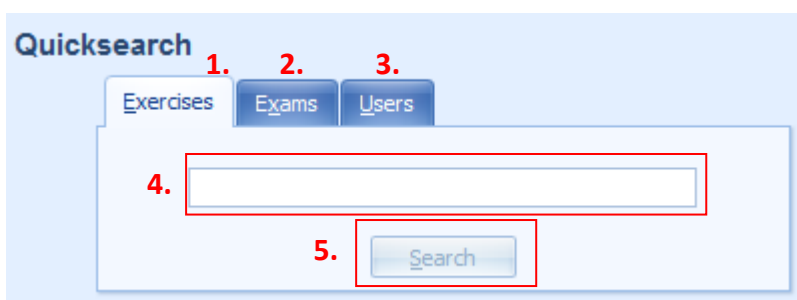 Quicksearch
1. 2. 3.
Exercises Exams Users
4.
5. Search